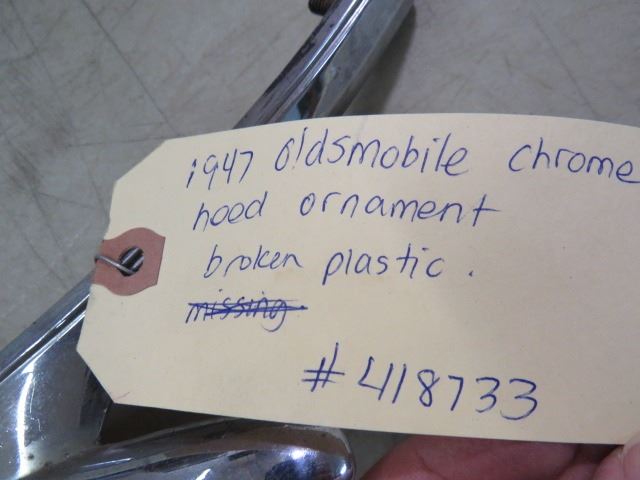 1947 Oldsmobile chrome
hood ornament
broken plastic.
missing.
#418733